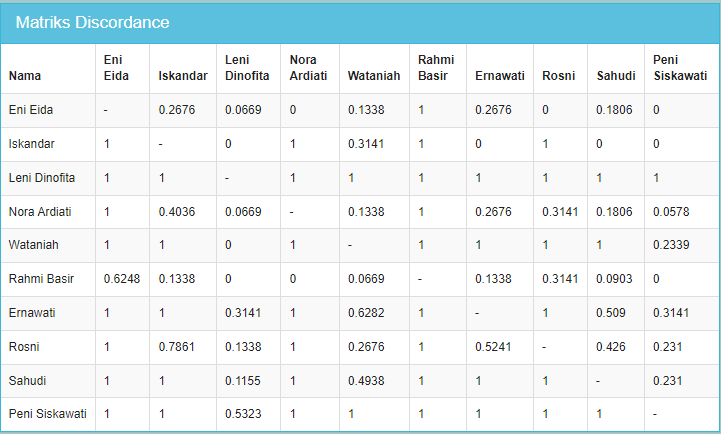 Matriks Discordance
Nama Eni Eida Iskandar Leni Dinofita Nora Ardiati Wataniah Rahmi Basir Ernawati Rosni Sahudi Peni Siskawati
Eni Eida - 0.2676 0.0669 0 0.1338 1 0.2676 0 0.1806 0
Iskandar 1 - 0 1 0.3141 1 0 1 0 0
Leni Dinofita 1 1 - 1 1 1 1 1 1 1
Nora Ardiati 1 0.4036 0.0669 - 0.1338 1 0.2676 0.3141 0.1806 0.0578
Wataniah 1 1 0 1 - 1 1 1 1 0.2339
Rahmi Basir 0.6248 0.1338 0 0 0.0669 - 0.1338 0.3141 0.0903 0
Ernawati 1 1 0.3141 1 0.6282 1 - 1 0.509 0.3141
Rosni 1 0.7861 0.1338 1 0.2676 1 0.5241 - 0.426 0.231
Sahudi 1 1 0.1155 1 0.4938 1 1 1 - 0.231
Peni Siskawati 1 1 0.5323 1 1 1 1 1 1 -